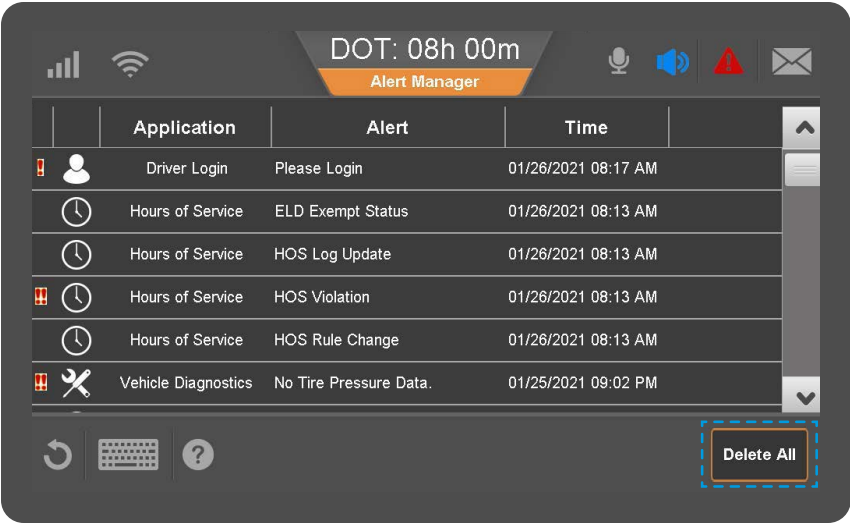 DOT: 08h 00m
Alert Manager
Application Alert Time
Driver Login Please Login 01/26/2021 08:17 AM
Hours of Service ELD Exempt Status 01/26/2021 08:13 AM
Hours of Service HOS Log Update 01/26/2021 08:13 AM
Hours of Service HOS Violation 01/26/2021 08:13 AM
Hours of Service HOS Rule Change 01/26/2021 08:13 AM
Vehicle Diagnostics No Tire Pressure Data. 01/25/2021 09:02 PM
Delete All